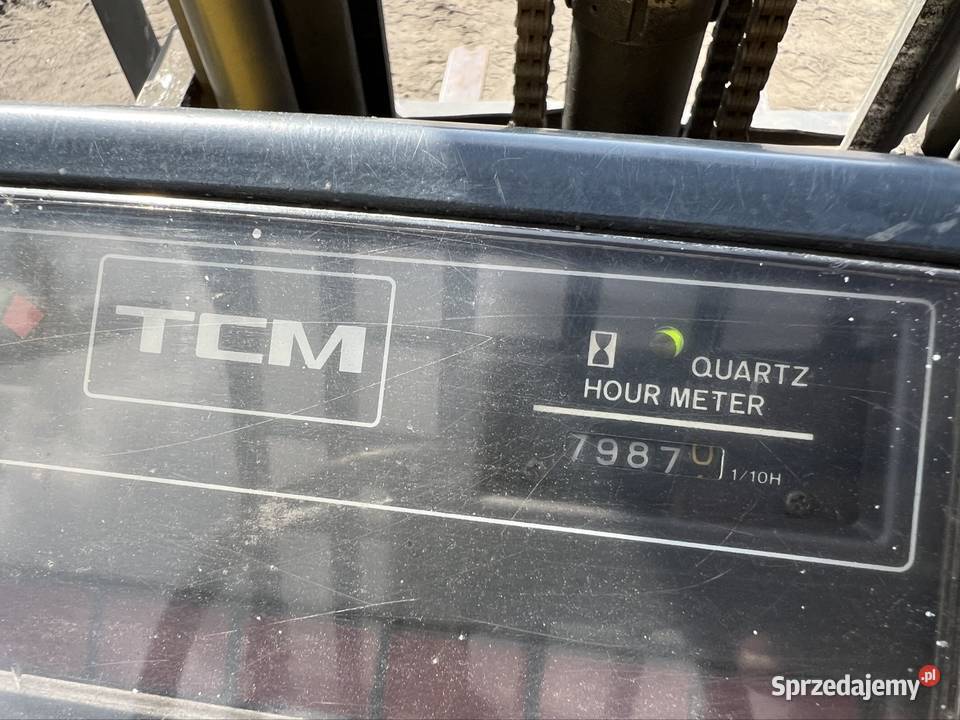 TCM
QUARTZ
HOUR METER
79870
1/10H
Sprzedajemy.pl